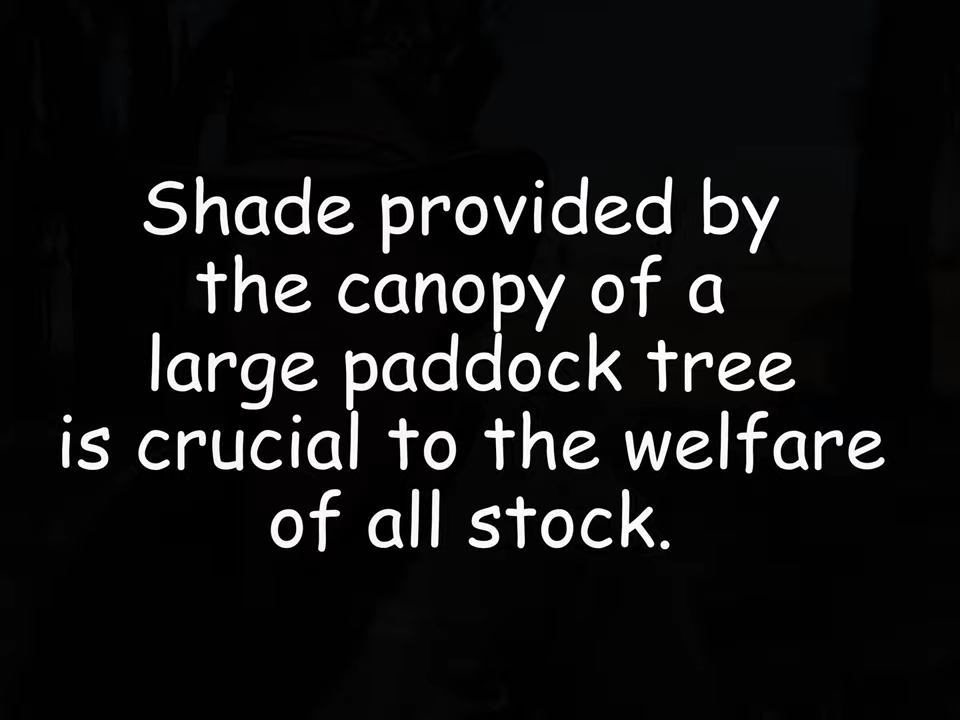 Shade provided by
the canopy of a
large paddock tree
is crucial to the welfare
of all stock.